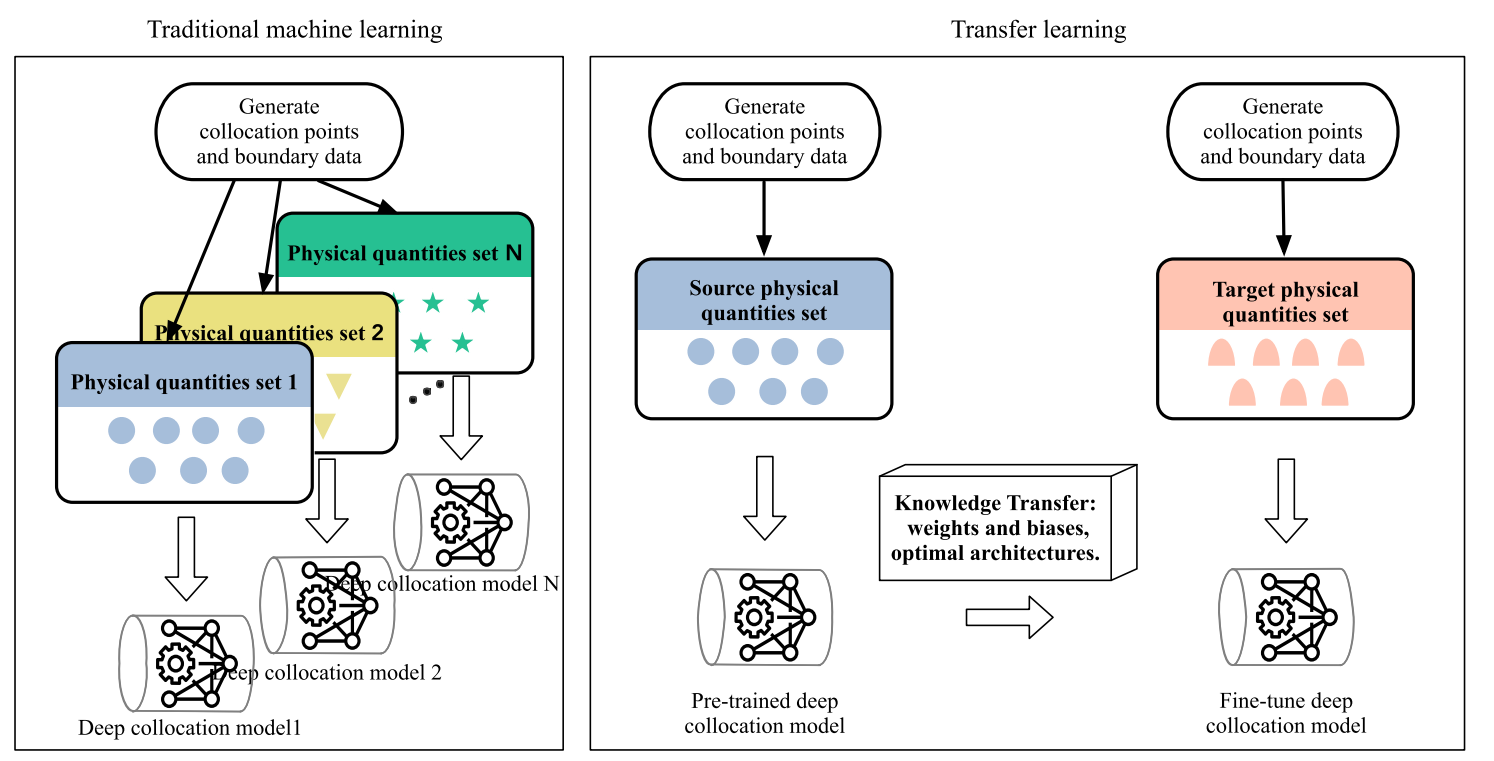 Traditional machine learning
Generate
collocation points
and boundary data
Physical quantities set N
Physical quantities set 2
Physical quantities set 1
Deep collocation model N
Deep collocation model 2
Deep collocation model1
Transfer learning
Generate
collocation points
and boundary data
Source physical
quantities set
Knowledge Transfer:
weights and biases,
optimal architectures.
Pre-trained deep
collocation model
Generate
collocation points
and boundary data
Target physical
quantities set
Fine-tune deep
collocation model